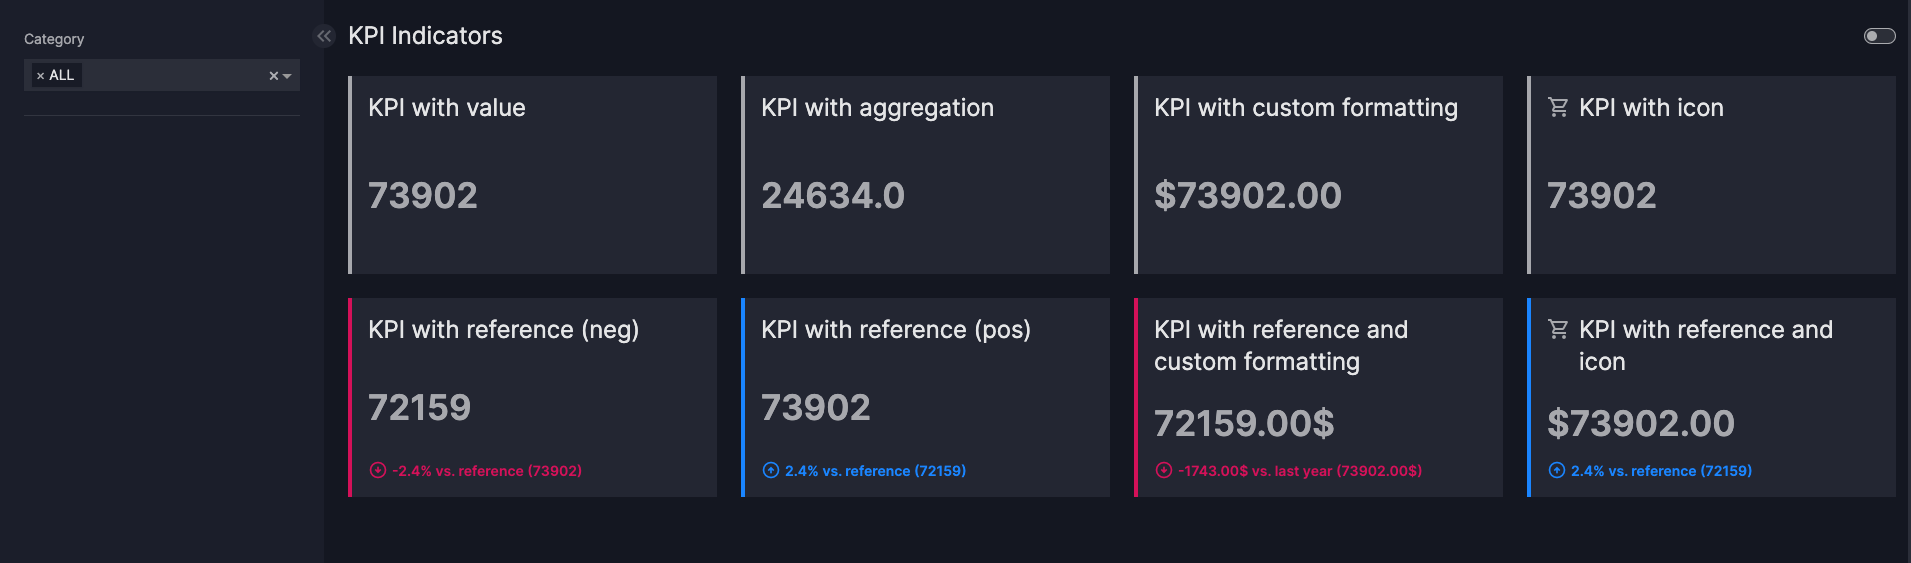 Category
× ALL
KPI Indicators
KPI with value
73902
KPI with aggregation
24634.0
KPI with custom formatting
$73902.00
KPI with icon
73902
KPI with reference (neg)
72159
-2.4% vs. reference (73902)
KPI with reference (pos)
73902
2.4% vs. reference (72159)
KPI with reference and
custom formatting
72159.00$
-1743.00$ vs. last year (73902.00$)
KPI with reference and
icon
$73902.00
2.4% vs. reference (72159)